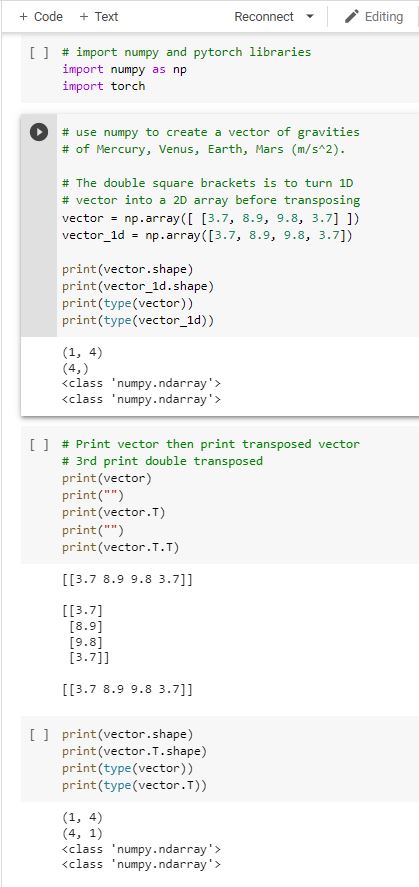 + Code + Text Reconnect Editing
[ ] # import numpy and pytorch libraries
import numpy as np
import torch
# use numpy to create a vector of gravities
# of Mercury, Venus, Earth, Mars (m/s^2).
# The double square brackets is to turn 1D
# vector into a 2D array before transposing
vector = np.array([ [3.7, 8.9, 9.8, 3.7] ])
vector_1d = np.array([3.7, 8.9, 9.8, 3.7])
print(vector.shape)
print(vector_1d.shape)
print(type(vector))
print(type(vector_1d))
(1, 4)
(4,)
<class 'numpy.ndarray'>
<class 'numpy.ndarray'>
[ ] # Print vector then print transposed vector
# 3rd print double transposed
print(vector)
print("")
print(vector.T)
print("")
print(vector.T.T)
[[3.7 8.9 9.8 3.7]]
[[3.7]
[8.9]
[9.8]
[3.7]]
[[3.7 8.9 9.8 3.7]]
[ ] print(vector.shape)
print(vector.T.shape)
print(type(vector))
print(type(vector.T))
(1, 4)
(4, 1)
<class 'numpy.ndarray'>
<class 'numpy.ndarray'>